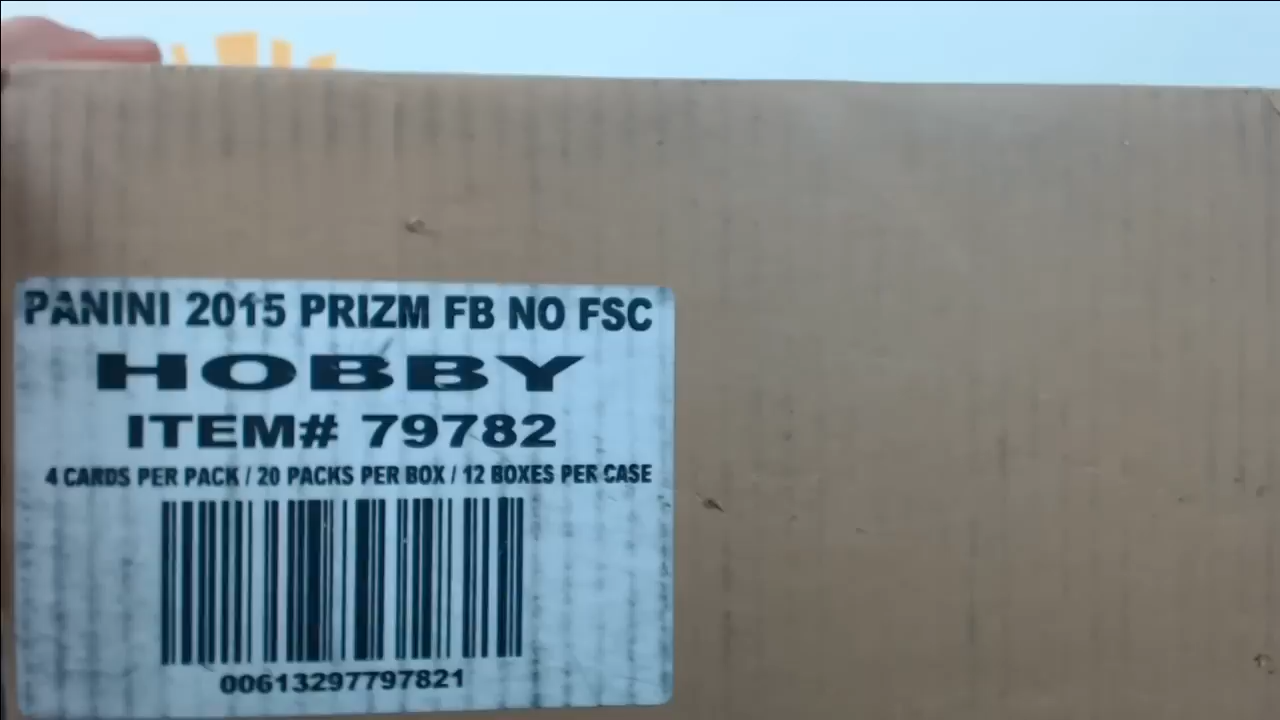 PANINI 2015 PRIZM FB NO FSC
HOBBY
ITEM# 79782
4 CARDS PER PACK / 20 PACKS PER BOX / 12 BOXES PER CASE
00613297797821